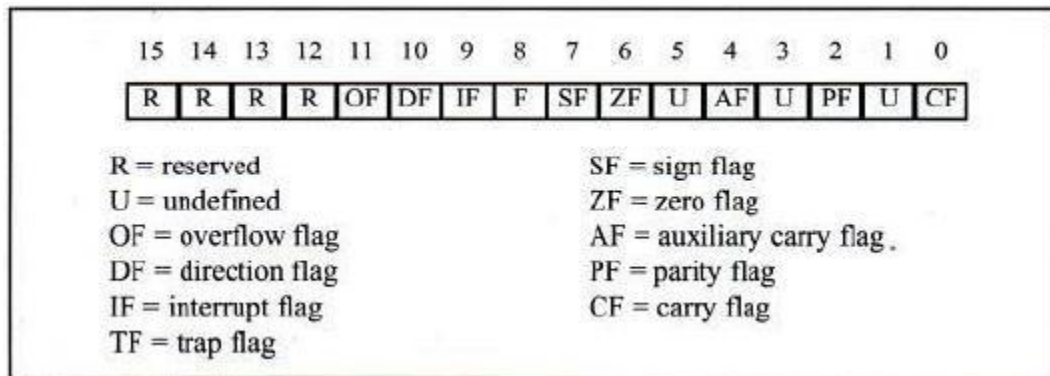 15 14 13 12 11 10 9 8 7 6 5 4 3 2 1 0
R R R R OF DF IF F SF ZF U AF U PF U CF
R = reserved
U = undefined
OF = overflow flag
DF = direction flag
IF = interrupt flag
TF = trap flag
SF = sign flag
ZF = zero flag
AF = auxiliary carry flag .
PF = parity flag
CF = carry flag